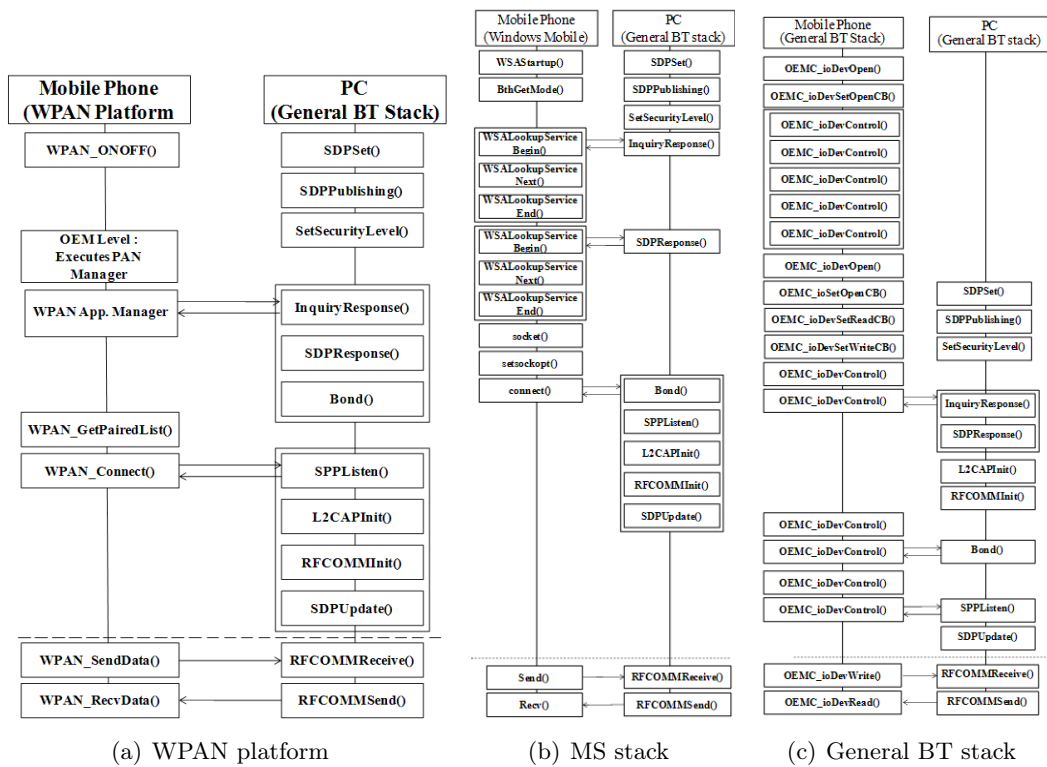 Mobile Phone
(WPAN Platform
PC
(General BT Stack)
WPAN_ONOFF()
SDPSet()
SDPPublishing()
SetSecurityLevel()
OEM Level :
Executes PAN
Manager
WPAN App. Manager
InquiryResponse()
SDPResponse()
Bond()
WPAN_GetPairedList()
WPAN_Connect()
SPPListen()
L2CAPInit()
RFCOMMInit()
SDPUpdate()
WPAN_SendData()
RFCOMMReceive()
WPAN_RecvData()
RFCOMMSend()
(a) WPAN platform
Mobile Phone
(Windows Mobile)
PC
(General BT stack)
WSAStartup()
SDPSet()
BthGetMode()
SDPPublishing()
SetSecurityLevel()
WSALookupService
Begin()
InquiryResponse()
WSALookupService
Next()
WSALookupService
End()
WSALookupService
Begin()
SDPResponse()
WSALookupService
Next()
WSALookupService
End()
socket()
setsockopt()
connect()
Bond()
SPPListen()
L2CAPInit()
RFCOMMInit()
SDPUpdate()
Send()
RFCOMMReceive()
Recv()
RFCOMMSend()
(b) MS stack
Mobile Phone
(General BT Stack)
PC
(General BT stack)
OEMC_ioDevOpen()
OEMC_ioDevSetOpenCB()
OEMC_ioDevControl()
OEMC_ioDevControl()
OEMC_ioDevControl()
OEMC_ioDevControl()
OEMC_ioDevControl()
OEMC_ioDevOpen()
OEMC_ioSetOpenCB()
SDPSet()
OEMC_ioDevSetReadCB()
SDPPublishing()
OEMC_ioDevSetWriteCB()
SetSecurityLevel()
OEMC_ioDevControl()
OEMC_ioDevControl()
InquiryResponse()
SDPResponse()
L2CAPInit()
RFCOMMInit()
OEMC_ioDevControl()
OEMC_ioDevControl()
Bond()
OEMC_ioDevControl()
OEMC_ioDevControl()
SPPListen()
SDPUpdate()
OEMC_ioDevWrite()
RFCOMMReceive()
OEMC_ioDevRead()
RFCOMMSend()
(c) General BT stack